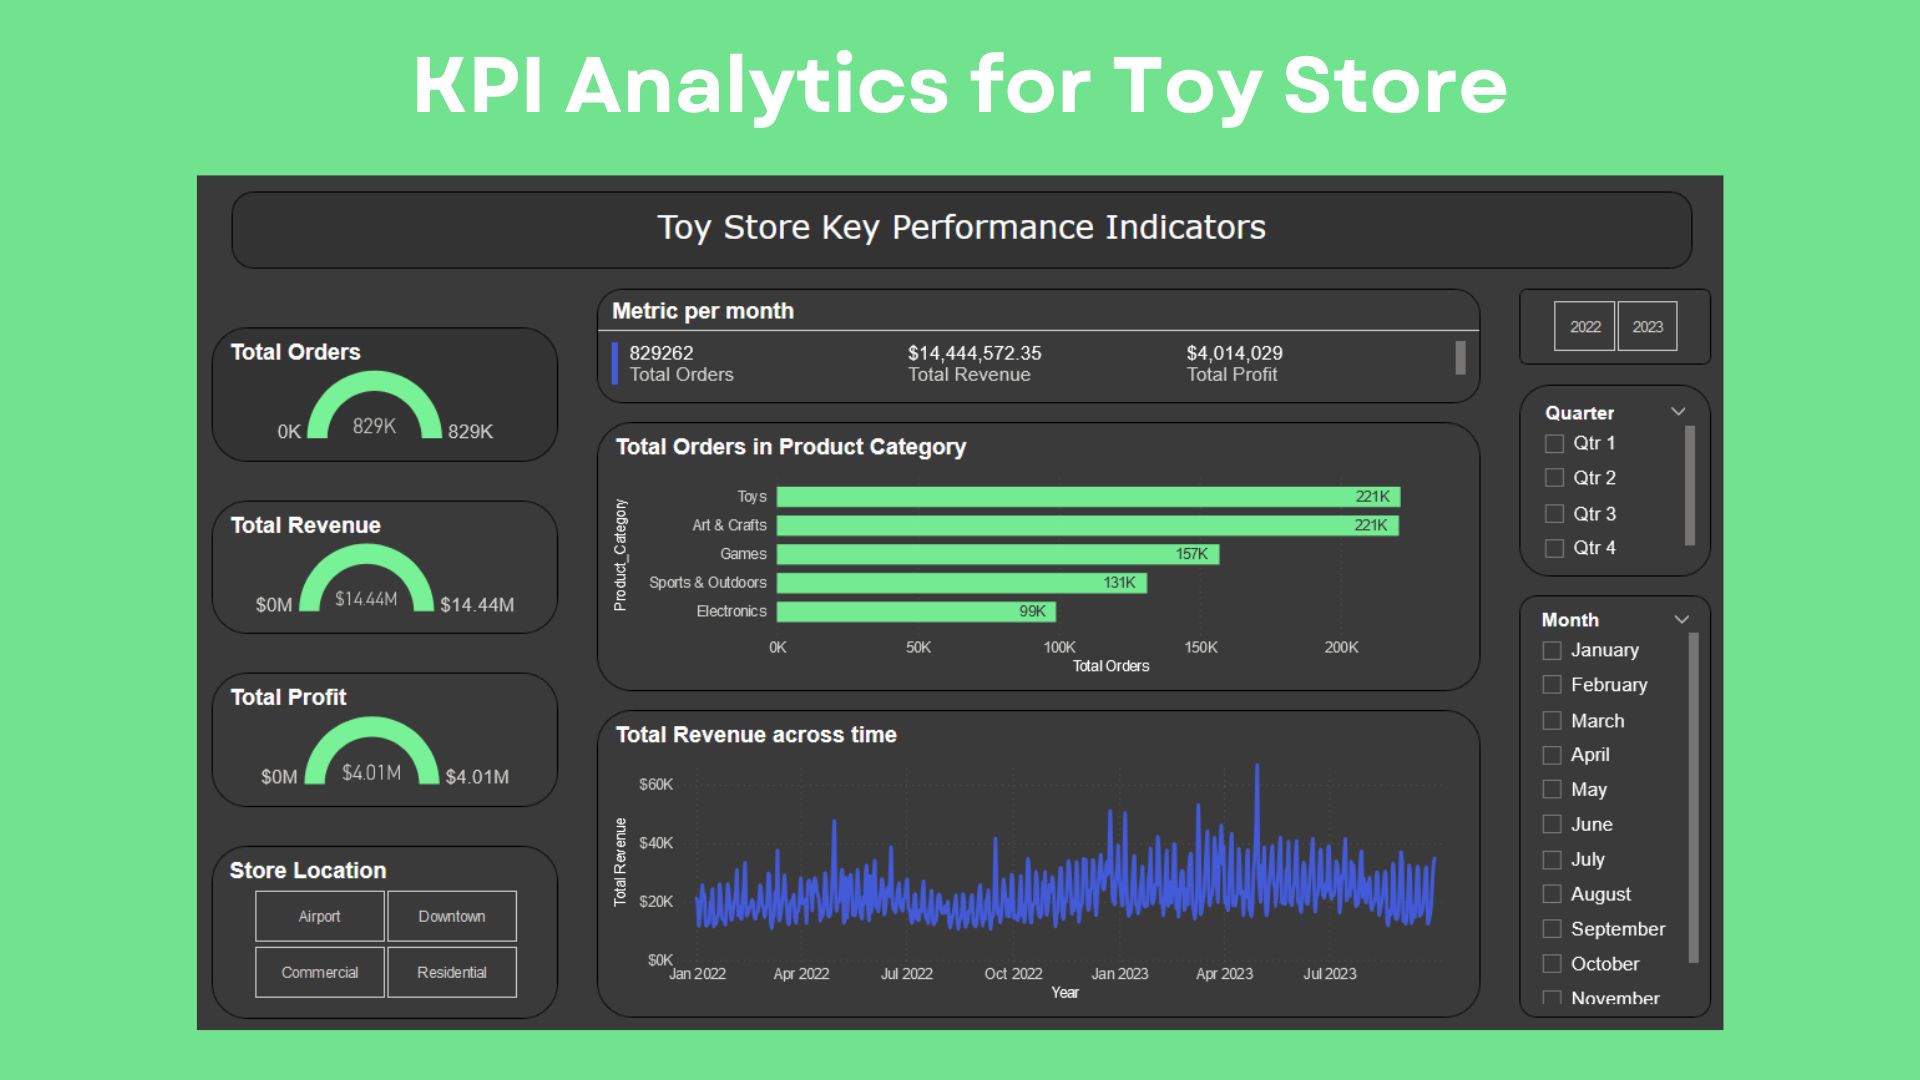 KPI Analytics for Toy Store
Toy Store Key Performance Indicators
Total Orders
0K
829K
829K
Total Revenue
$0M
$14.44M
$14.44M
Total Profit
$0M
$4.01M
$4.01M
Store Location
Airport
Downtown
Commercial
Residential
Metric per month
829262
Total Orders
$14,444,572.35
Total Revenue
$4,014,029
Total Profit
Total Orders in Product Category
Product_Category
Toys
221K
Art & Crafts
221K
Games
157K
Sports & Outdoors
131K
Electronics
99K
0K
50K
100K
150K
200K
Total Orders
Total Revenue across time
Total Revenue
$60K
$40K
$20K
$0K
Jan 2022
Apr 2022
Jul 2022
Oct 2022
Jan 2023
Apr 2023
Jul 2023
Year
2022
2023
Quarter
Qtr 1
Qtr 2
Qtr 3
Qtr 4
Month
January
February
March
April
May
June
July
August
September
October
November